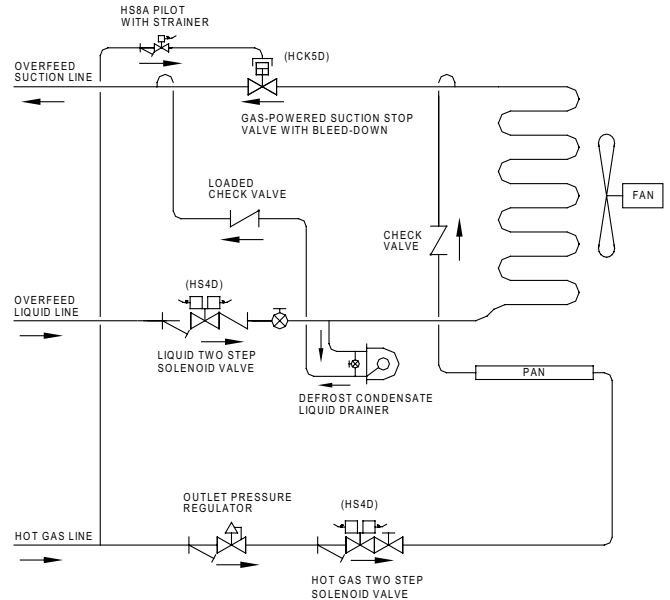 HS8A PILOT
WITH STRAINER
(HCK5D)
OVERFEED
SUCTION LINE
GAS-POWERED SUCTION STOP
VALVE WITH BLEED-DOWN
LOADED
CHECK VALVE
FAN
CHECK
VALVE
(HS4D)
OVERFEED
LIQUID LINE
LIQUID TWO STEP
SOLENOID VALVE
PAN
DEFROST CONDENSATE
LIQUID DRAINER
OUTLET PRESSURE
REGULATOR
(HS4D)
HOT GAS LINE
HOT GAS TWO STEP
SOLENOID VALVE